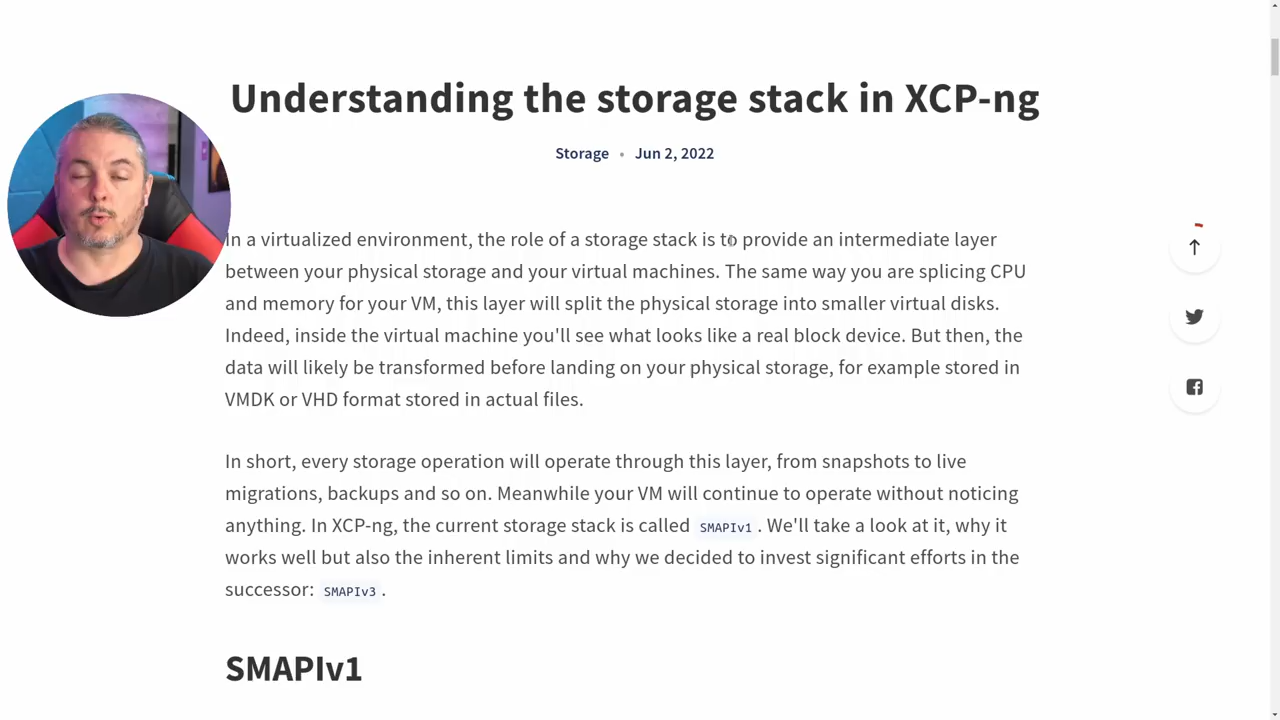 Understanding the storage stack in XCP-ng
Storage • Jun 2, 2022
In a virtualized environment, the role of a storage stack is to provide an intermediate layer
between your physical storage and your virtual machines. The same way you are splicing CPU
and memory for your VM, this layer will split the physical storage into smaller virtual disks.
Indeed, inside the virtual machine you'll see what looks like a real block device. But then, the
data will likely be transformed before landing on your physical storage, for example stored in
VMDK or VHD format stored in actual files.
In short, every storage operation will operate through this layer, from snapshots to live
migrations, backups and so on. Meanwhile your VM will continue to operate without noticing
anything. In XCP-ng, the current storage stack is called SMAPIv1 . We'll take a look at it, why it
works well but also the inherent limits and why we decided to invest significant efforts in the
successor: SMAPIv3 .
SMAPIv1